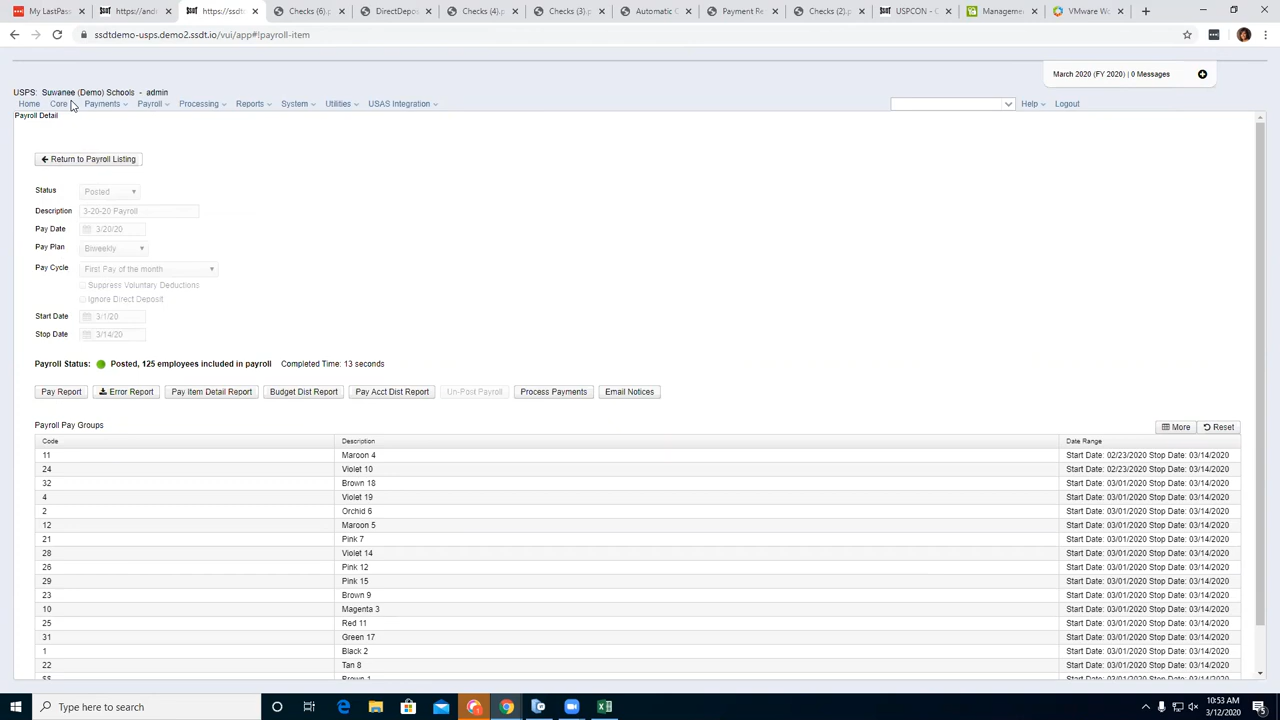 My LastPass
https://andr
https://ssdt
Checks (6).p
DirectDepos
Checks (4).p
Checks (3).p
Automatic C
Payment Re
Checks (2).p
USPCON - C
Managemen
VMware Wo
ssdtdemo-usps.demo2.ssdt.io/vui/app#!payroll-item
March 2020 (FY 2020) | 0 Messages
USPS: Suwanee (Demo) Schools - admin
Home Core Payments Payroll Processing Reports System Utilities USAS Integration Help Logout
Payroll Detail
Return to Payroll Listing
Status Posted
Description 3-20-20 Payroll
Pay Date 3/20/20
Pay Plan Biweekly
Pay Cycle First Pay of the month
Suppress Voluntary Deductions
Ignore Direct Deposit
Start Date 3/1/20
Stop Date 3/14/20
Payroll Status: Posted, 125 employees included in payroll Completed Time: 13 seconds
Pay Report Error Report Pay Item Detail Report Budget Dist Report Pay Acct Dist Report Un-Post Payroll Process Payments Email Notices
Payroll Pay Groups More Reset
Code Description Date Range
11 Maroon 4 Start Date: 02/23/2020 Stop Date: 03/14/2020
24 Violet 10 Start Date: 02/23/2020 Stop Date: 03/14/2020
32 Brown 18 Start Date: 03/01/2020 Stop Date: 03/14/2020
4 Violet 19 Start Date: 03/01/2020 Stop Date: 03/14/2020
2 Orchid 6 Start Date: 03/01/2020 Stop Date: 03/14/2020
12 Maroon 5 Start Date: 03/01/2020 Stop Date: 03/14/2020
21 Pink 7 Start Date: 03/01/2020 Stop Date: 03/14/2020
28 Violet 14 Start Date: 03/01/2020 Stop Date: 03/14/2020
26 Pink 12 Start Date: 03/01/2020 Stop Date: 03/14/2020
29 Pink 15 Start Date: 03/01/2020 Stop Date: 03/14/2020
23 Brown 9 Start Date: 03/01/2020 Stop Date: 03/14/2020
10 Magenta 3 Start Date: 03/01/2020 Stop Date: 03/14/2020
25 Red 11 Start Date: 03/01/2020 Stop Date: 03/14/2020
31 Green 17 Start Date: 03/01/2020 Stop Date: 03/14/2020
1 Black 2 Start Date: 03/01/2020 Stop Date: 03/14/2020
22 Tan 8 Start Date: 03/01/2020 Stop Date: 03/14/2020
Brown 1 Start Date: 03/01/2020 Stop Date: 03/14/2020
Type here to search
10:53 AM
3/12/2020
5